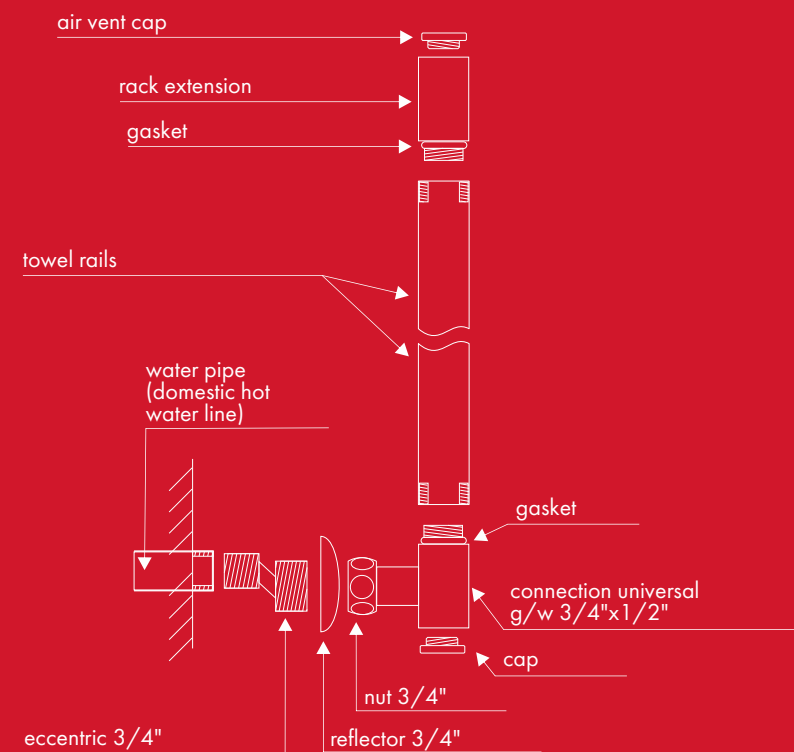 air vent cap
rack extension
gasket
towel rails
water pipe
(domestic hot
water line)
gasket
connection universal
g/w 3/4"x1/2"
cap
nut 3/4"
eccentric 3/4"
reflector 3/4"